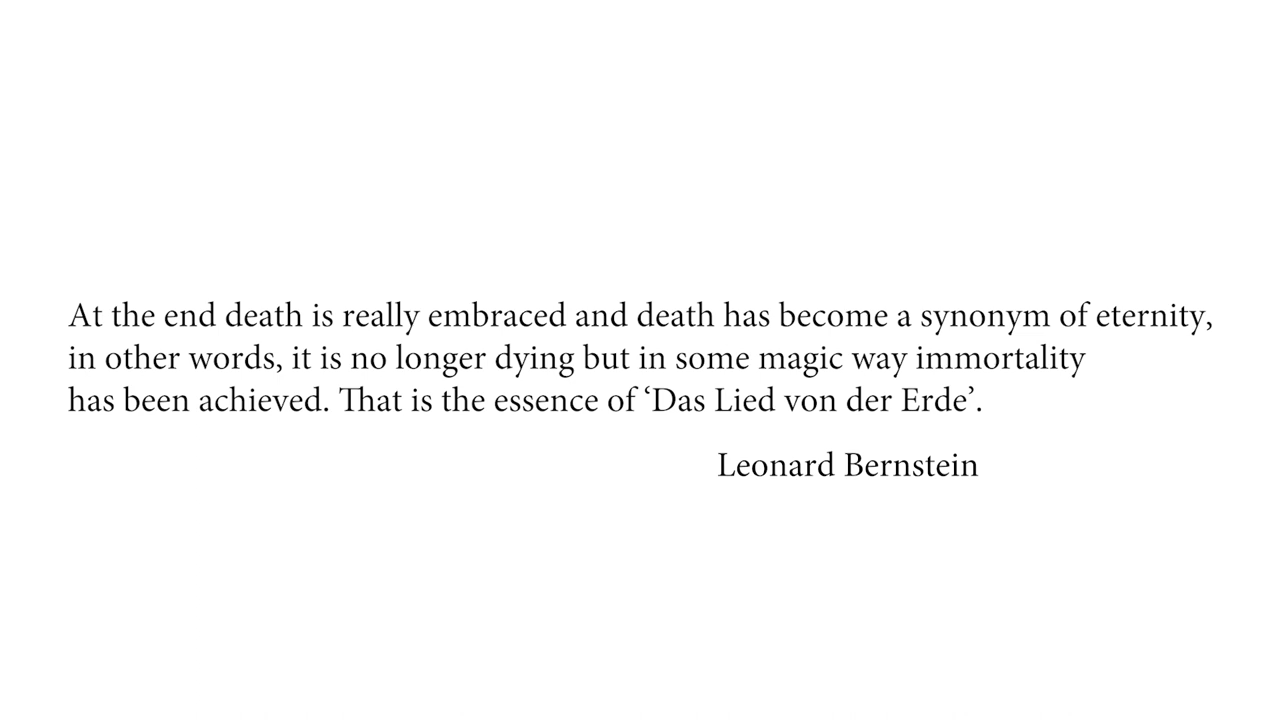 At the end death is really embraced and death has become a synonym of eternity,
in other words, it is no longer dying but in some magic way immortality
has been achieved. That is the essence of ‘Das Lied von der Erde’.
Leonard Bernstein